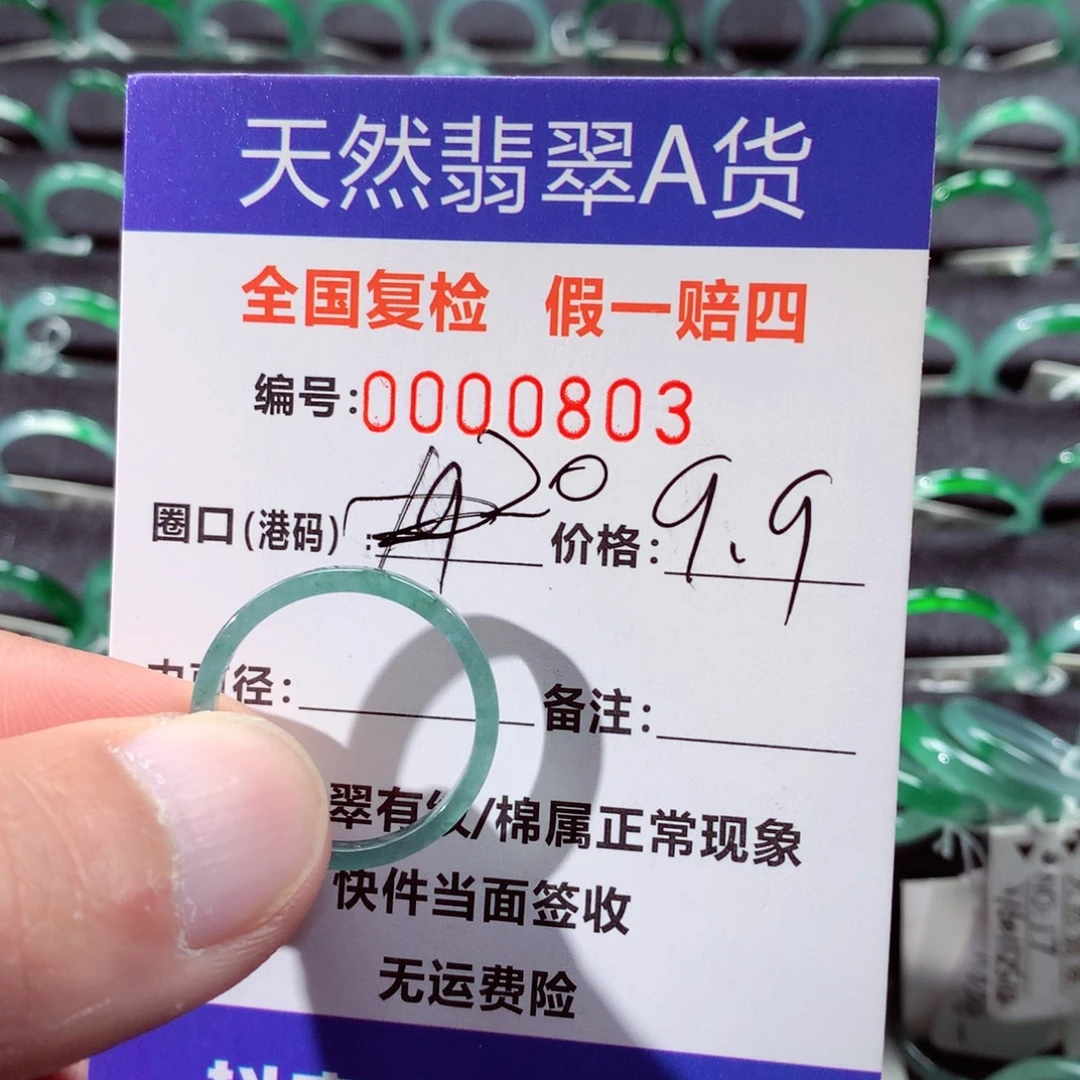 天然翡翠A货
全国复检 假一赔四
编号:0000803
圈口(港码): 20 价格: 9.9
径: 备注:
翠有 /棉属正常现象
快件当面签收
无运费险